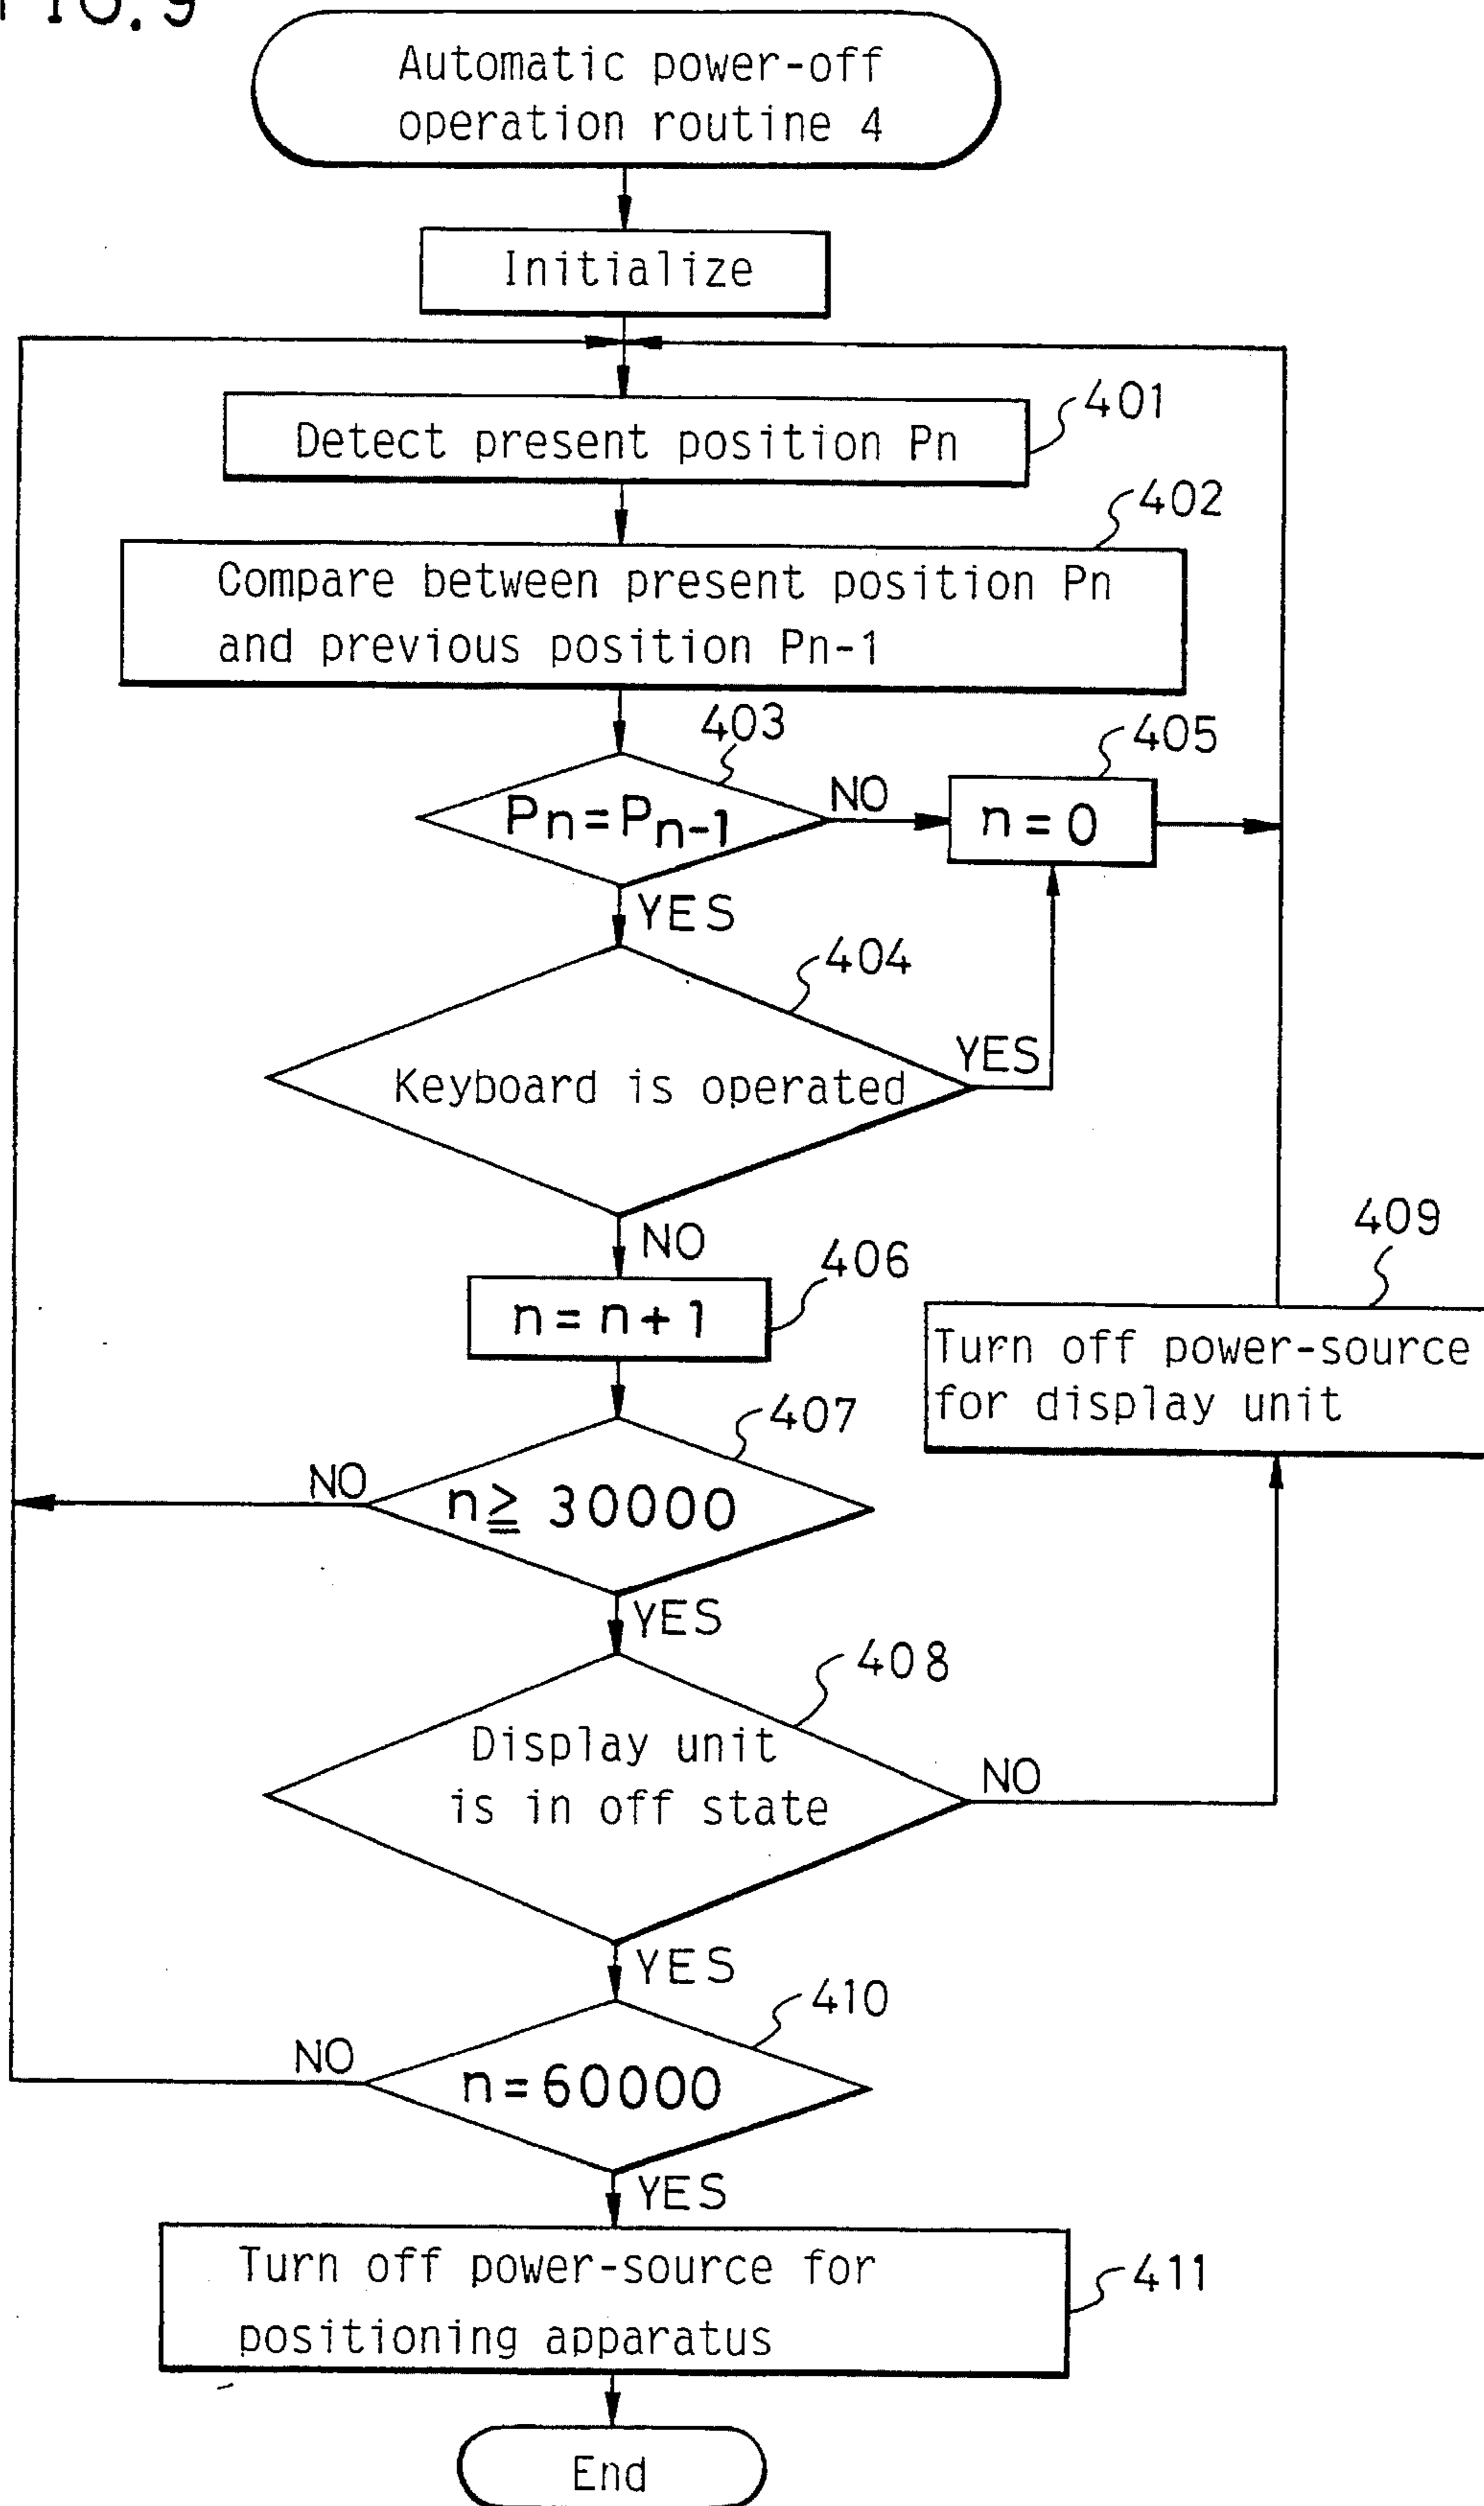 FIG. 9
Automatic power-off
operation routine 4
Initialize
401
Detect present position Pn
402
Compare between present position Pn
and previous position Pn-1
403
405
Pn=Pn-1
NO
n=0
YES
404
Keyboard is operated
YES
NO
406
n=n+1
409
Turn off power-source
for display unit
407
NO
n≧30000
YES
408
Display unit
is in off state
NO
YES
410
NO
n=60000
YES
Turn off power-source for
positioning apparatus
411
End